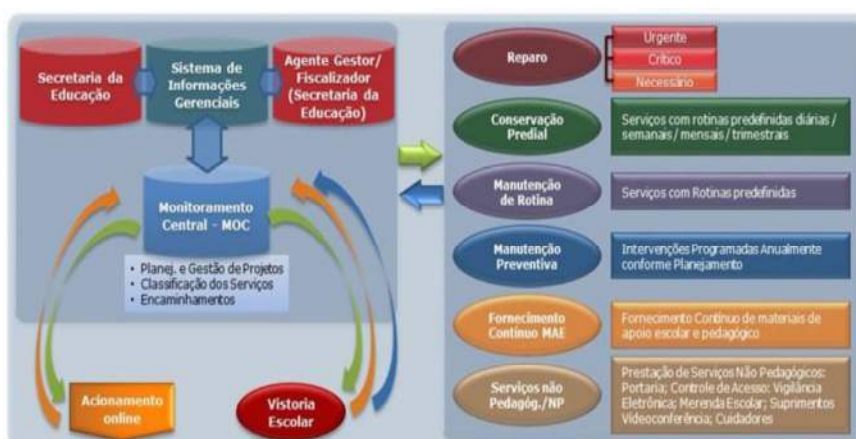 Secretaria da
Educação
Sistema de
Informações
Gerenciais
Agente Gestor/
Fiscalizador
(Secretaria da
Educação)
Monitoramento
Central - MOC
• Planej. e Gestão de Projetos
• Classificação dos Serviços
• Encaminhamentos
Acionamento
online
Vistoria
Escolar
Reparo
Urgente
Crítico
Necessário
Conservação
Predial
Serviços com rotinas predefinidas diárias /
semanais / mensais / trimestrais
Manutenção
de Rotina
Serviços com Rotinas predefinidas
Manutenção
Preventiva
Intervenções Programadas Anualmente
conforme Planejamento
Fornecimento
Contínuo MAE
Fornecimento Contínuo de materiais de
apoio escolar e pedagógico
Serviços não
Pedagóg./NP
Prestação de Serviços Não Pedagógicos:
Portaria; Controle de Acesso: Vigilância
Eletrônica; Merenda Escolar; Suprimentos
Videoconferência; Cuidadores